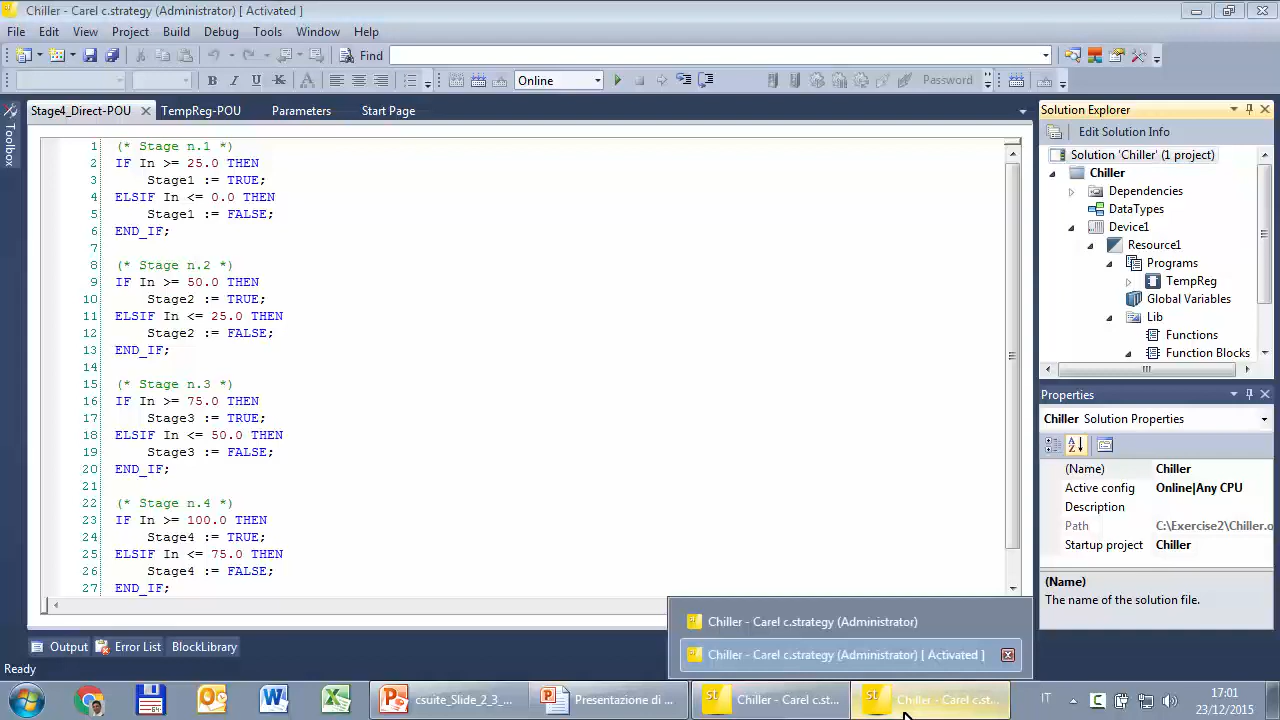 Chiller - Carel c.strategy (Administrator) [ Activated ]
File Edit View Project Build Debug Tools Window Help
Find
Online Password
Stage4_Direct-POU TempReg-POU Parameters Start Page
Toolbox
1 (* Stage n.1 *)
2 IF In >= 25.0 THEN
3 Stage1 := TRUE;
4 ELSIF In <= 0.0 THEN
5 Stage1 := FALSE;
6 END_IF;
7
8 (* Stage n.2 *)
9 IF In >= 50.0 THEN
10 Stage2 := TRUE;
11 ELSIF In <= 25.0 THEN
12 Stage2 := FALSE;
13 END_IF;
14
15 (* Stage n.3 *)
16 IF In >= 75.0 THEN
17 Stage3 := TRUE;
18 ELSIF In <= 50.0 THEN
19 Stage3 := FALSE;
20 END_IF;
21
22 (* Stage n.4 *)
23 IF In >= 100.0 THEN
24 Stage4 := TRUE;
25 ELSIF In <= 75.0 THEN
26 Stage4 := FALSE;
27 END_IF;
Solution Explorer
Edit Solution Info
Solution 'Chiller' (1 project)
Chiller
Dependencies
DataTypes
Device1
Resource1
Programs
TempReg
Global Variables
Lib
Functions
Function Blocks
Properties
Chiller Solution Properties
(Name) Chiller
Active config Online|Any CPU
Description
Path C:\Exercise2\Chiller.o
Startup project Chiller
(Name)
The name of the solution file.
Chiller - Carel c.strategy (Administrator)
Chiller - Carel c.strategy (Administrator) [ Activated ]
Output Error List BlockLibrary
Ready
csuite_Slide_2_3_... Presentazione di ... Chiller - Carel c.st... Chiller - Carel c.st...
IT 17:01
23/12/2015